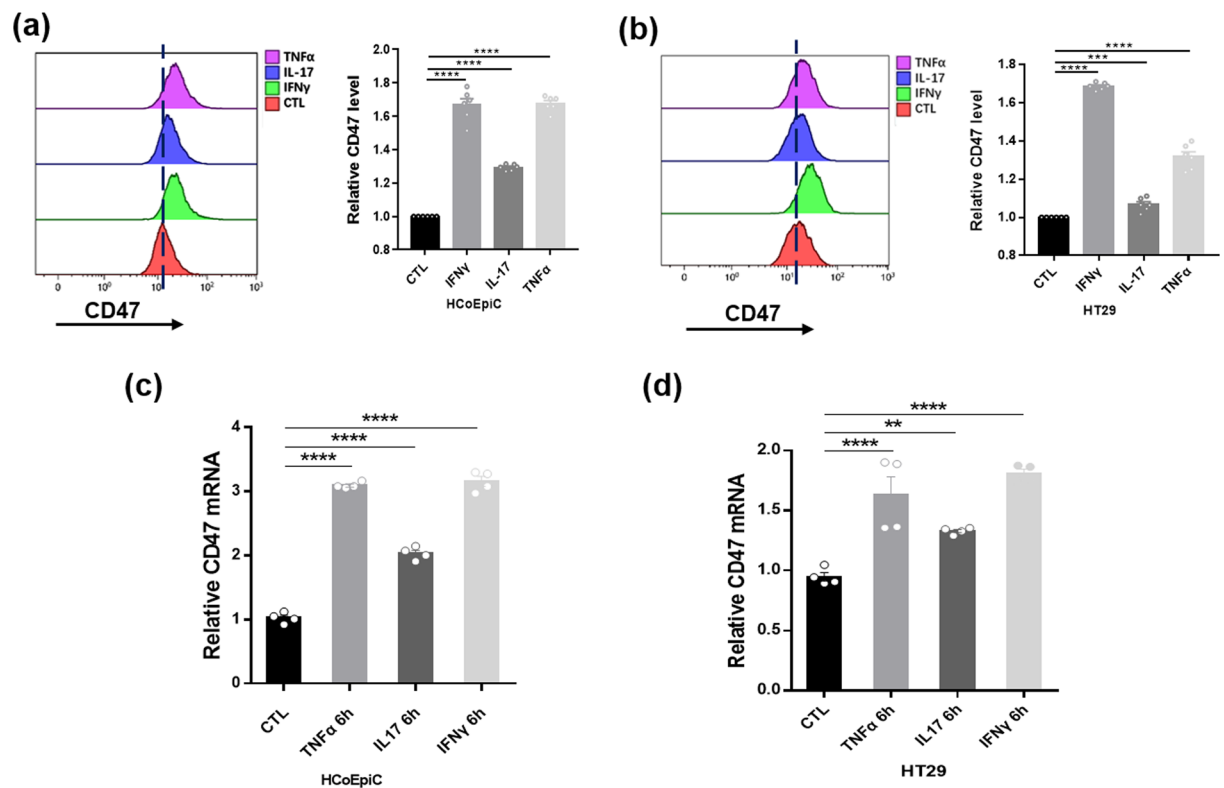 (a)
TNFα
IL-17
IFNγ
CTL
0 10⁰ 10¹ 10² 10³
CD47
Relative CD47 level
2.0
1.8
1.6
1.4
1.2
1.0
0.8
****
****
****
CTL IFNγ IL-17 TNFα
HCoEpiC
(b)
TNFα
IL-17
IFNγ
CTL
0 10⁰ 10¹ 10² 10³
CD47
Relative CD47 level
1.8
1.6
1.4
1.2
1.0
0.8
****
***
****
CTL IFNγ IL-17 TNFα
HT29
(c)
Relative CD47 mRNA
4
3
2
1
0
****
****
****
CTL TNFα 6h IL17 6h IFNγ 6h
HCoEpiC
(d)
Relative CD47 mRNA
2.0
1.5
1.0
0.5
0.0
****
**
****
CTL TNFα 6h IL17 6h IFNγ 6h
HT29